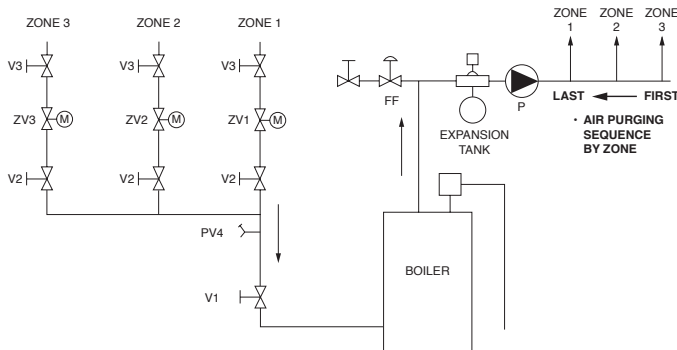 ZONE 3
ZONE 2
ZONE 1
V3
V3
V3
ZV3
M
ZV2
M
ZV1
M
V2
V2
V2
PV4
V1
FF
EXPANSION
TANK
P
BOILER
ZONE
1
ZONE
2
ZONE
3
LAST
FIRST
• AIR PURGING
SEQUENCE
BY ZONE